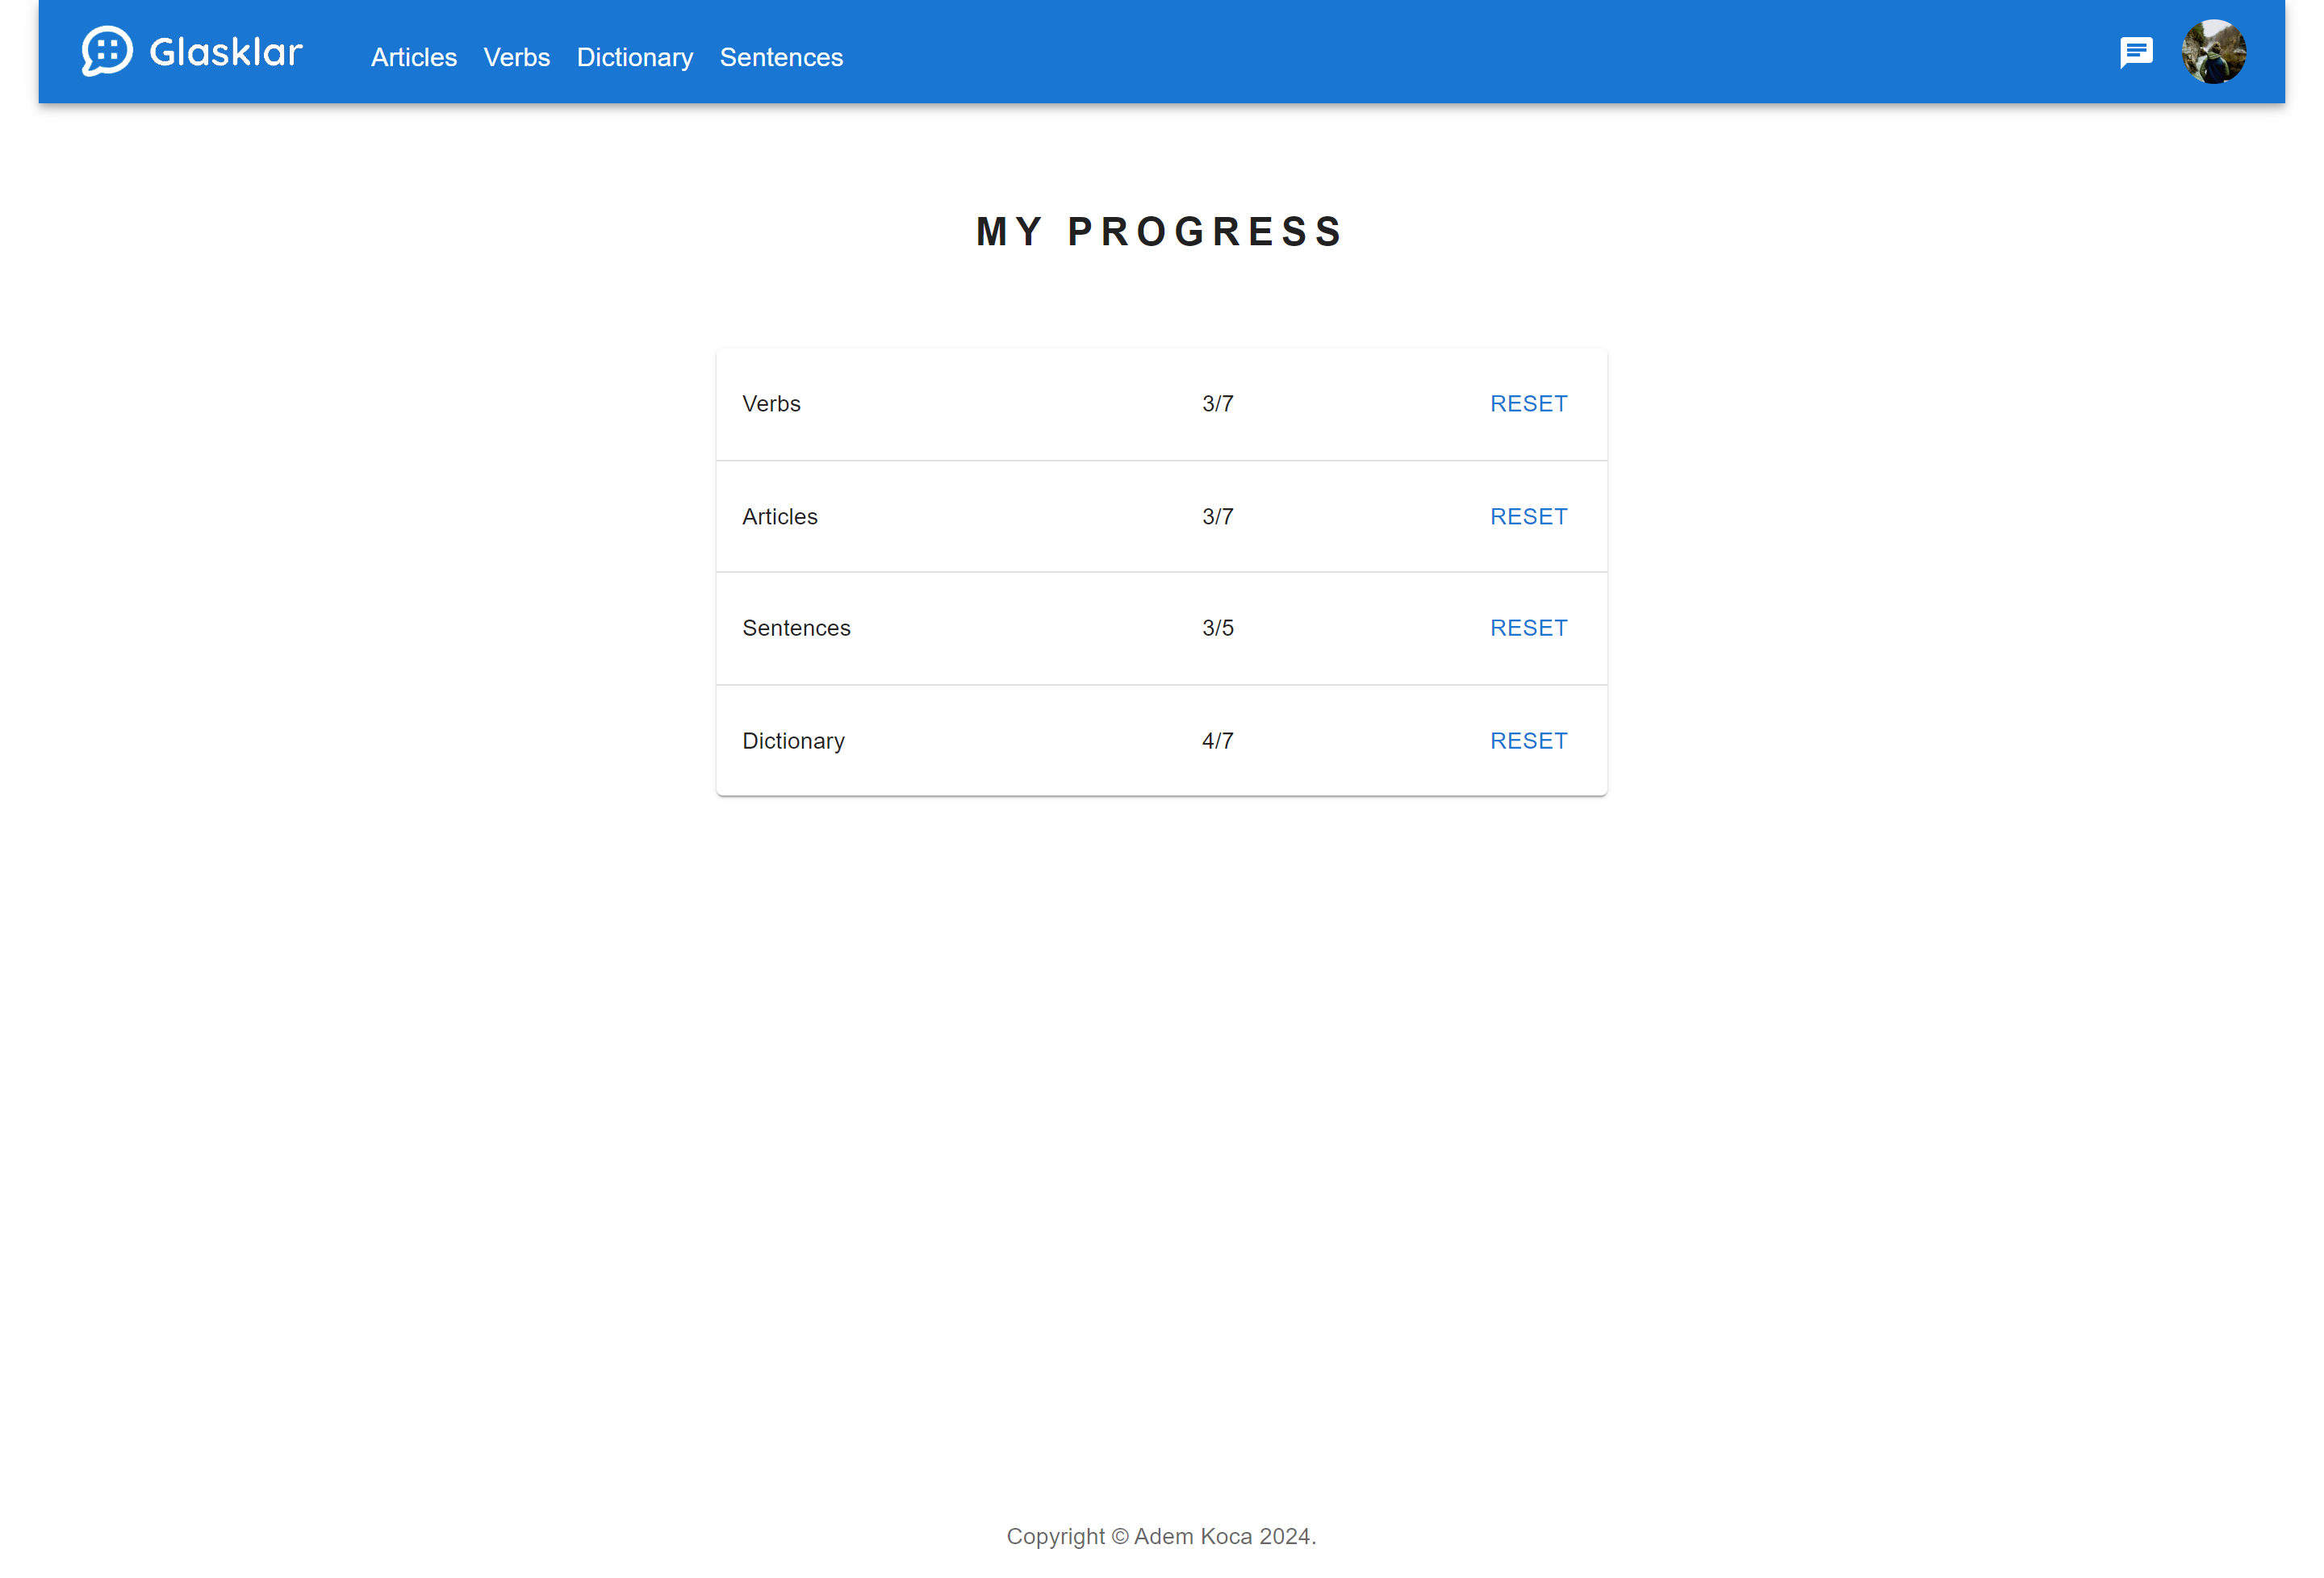 Glasklar Articles Verbs Dictionary Sentences
MY PROGRESS
Verbs 3/7 RESET
Articles 3/7 RESET
Sentences 3/5 RESET
Dictionary 4/7 RESET
Copyright © Adem Koca 2024.